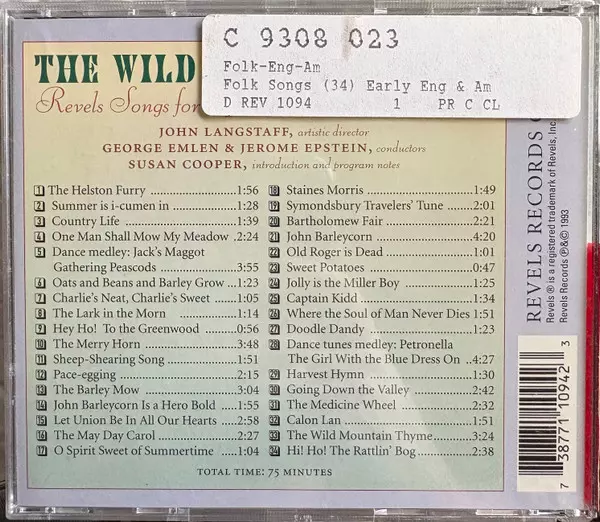 C 9308 023
Folk-Eng-Am
Folk Songs (34) Early Eng & Am
D REV 1094 1 PR C CL
THE WILD
Revels Songs for
JOHN LANGSTAFF, artistic director
GEORGE EMLEN & JEROME EPSTEIN, conductors
SUSAN COOPER, introduction and program notes
1 The Helston Furry 1:56
2 Summer is i-cumen in 1:28
3 Country Life 1:39
4 One Man Shall Mow My Meadow 2:24
5 Dance medley: Jack's Maggot
Gathering Peascods 3:55
6 Oats and Beans and Barley Grow 1:23
7 Charlie's Neat, Charlie's Sweet 1:05
8 The Lark in the Morn 1:14
9 Hey Ho! To the Greenwood 0:56
10 The Merry Horn 3:48
11 Sheep-Shearing Song 1:51
12 Pace-egging 2:15
13 The Barley Mow 3:04
14 John Barleycorn Is a Hero Bold 1:55
15 Let Union Be In All Our Hearts 2:58
16 The May Day Carol 2:27
17 O Spirit Sweet of Summertime 1:04
18 Staines Morris 1:49
19 Symondsbury Travelers' Tune 2:01
20 Bartholomew Fair 2:21
21 John Barleycorn 4:20
22 Old Roger is Dead 1:01
23 Sweet Potatoes 0:47
24 Jolly is the Miller Boy 1:25
25 Captain Kidd 1:34
26 Where the Soul of Man Never Dies 1:51
27 Doodle Dandy 1:23
28 Dance tunes medley: Petronella
The Girl With the Blue Dress On 4:27
29 Harvest Hymn 1:30
30 Going Down the Valley 2:42
31 The Medicine Wheel 2:32
32 Calon Lan 1:51
33 The Wild Mountain Thyme 3:24
34 Hi! Ho! The Rattlin' Bog 2:38
TOTAL TIME: 75 MINUTES
REVELS RECORDS
Revels ® is a registered trademark of Revels, Inc.
Revels Records ℗&© 1993
7 38771 10942 3